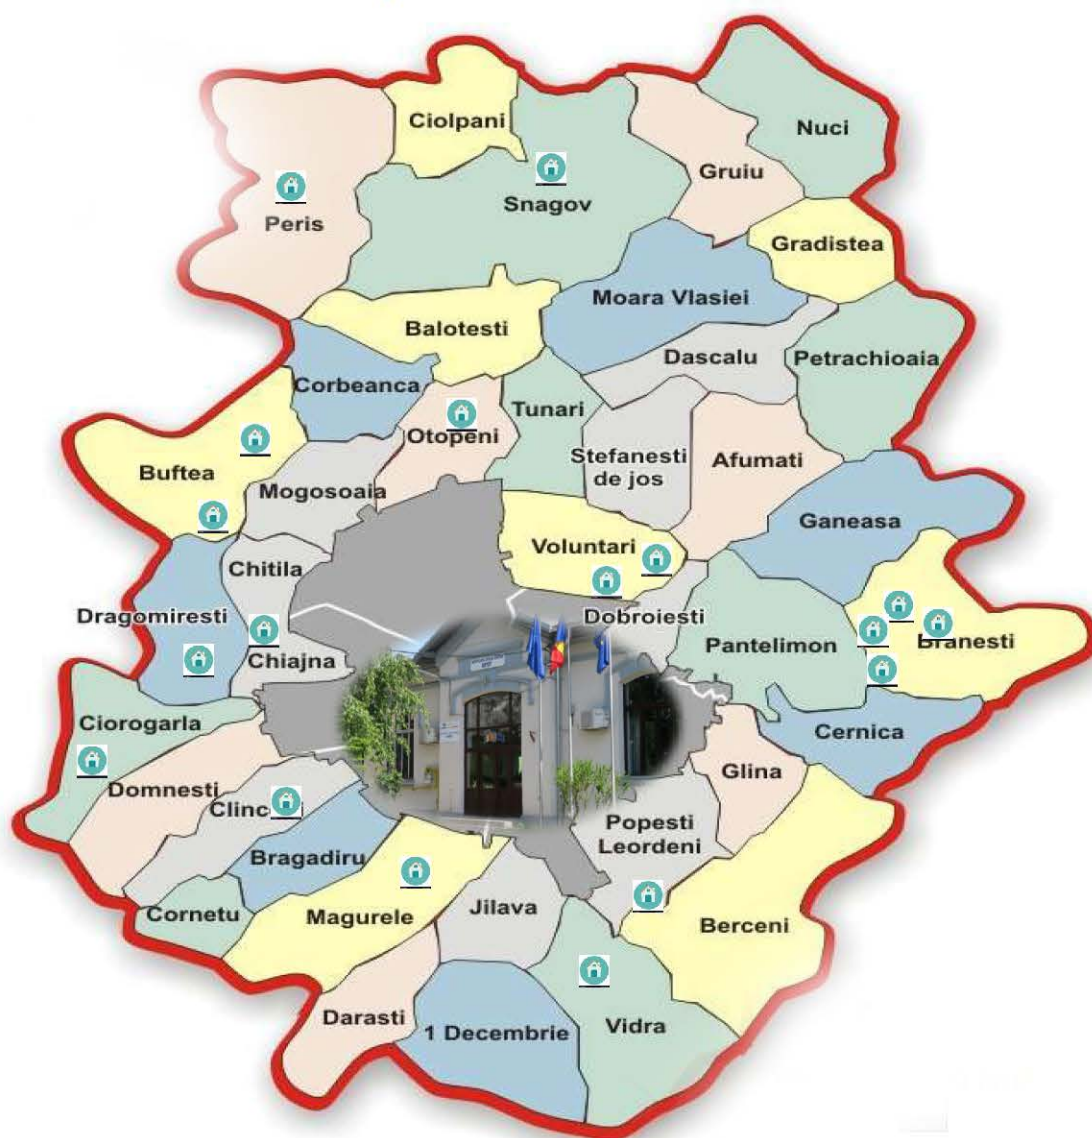 Ciolpani
Nuci
Gruiu
Snagov
Peris
Gradistea
Moara Vlasiei
Balotesti
Dascalu
Petrachioaia
Corbeanca
Tunari
Otopeni
Stefanesti
de jos
Afumati
Buftea
Mogosoaia
Ganeasa
Voluntari
Chitila
Dragomiresti
Dobroiesti
Pantelimon
Branesti
Chiajna
Ciorogarla
Cernica
Glina
Domnesti
Popesti
Leordeni
Bragadiru
Cornetu
Magurele
Jilava
Berceni
Darasti
1 Decembrie
Vidra